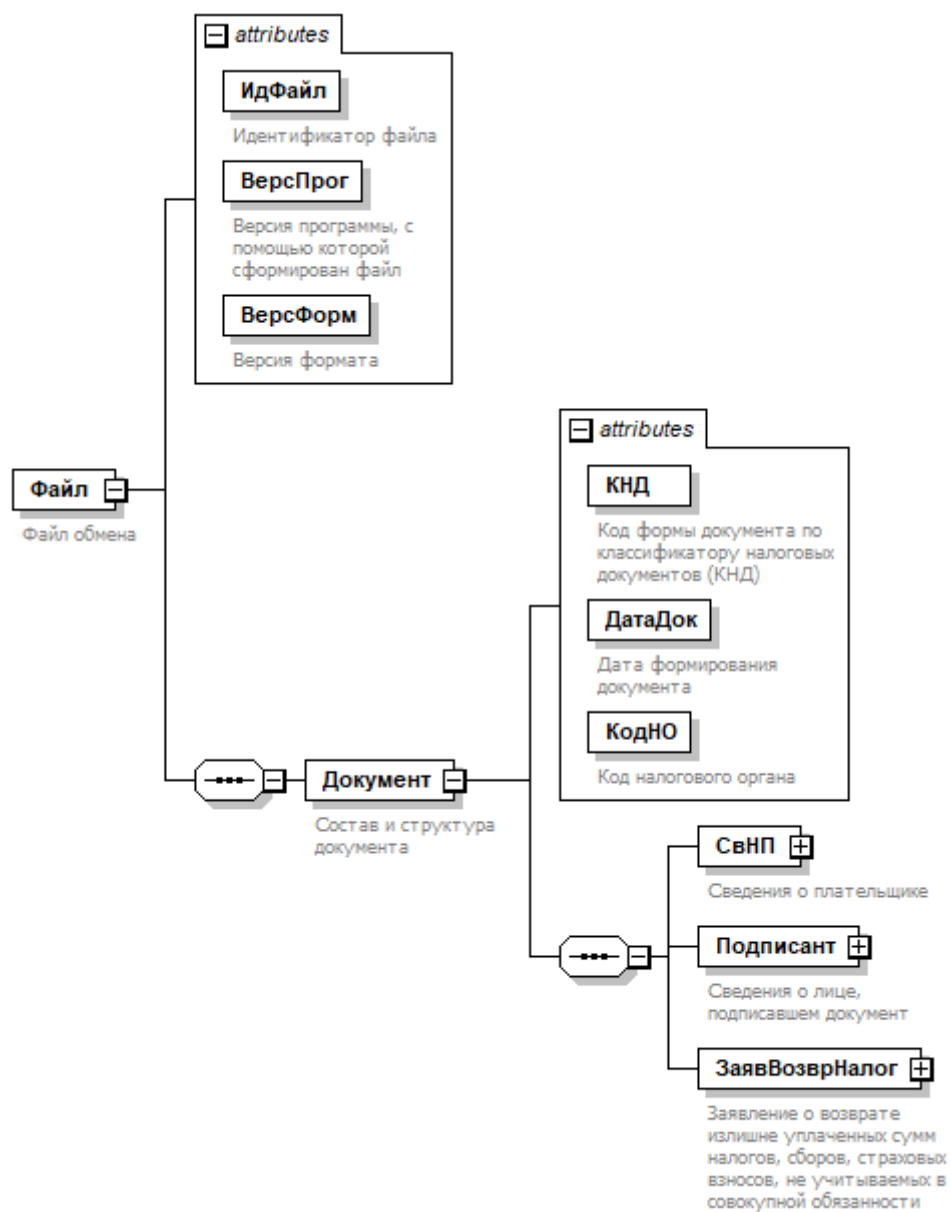 attributes
ИдФайл
Идентификатор файла
ВерсПрог
Версия программы, с
помощью которой
сформирован файл
ВерсФорм
Версия формата
Файл
Файл обмена
attributes
КНД
Код формы документа по
классификатору налоговых
документов (КНД)
ДатаДок
Дата формирования
документа
КодНО
Код налогового органа
Документ
Состав и структура
документа
СвНП
Сведения о плательщике
Подписант
Сведения о лице,
подписавшем документ
ЗаявВозврНалог
Заявление о возврате
излишне уплаченных сумм
налогов, сборов, страховых
взносов, не учитываемых в
совокупной обязанности